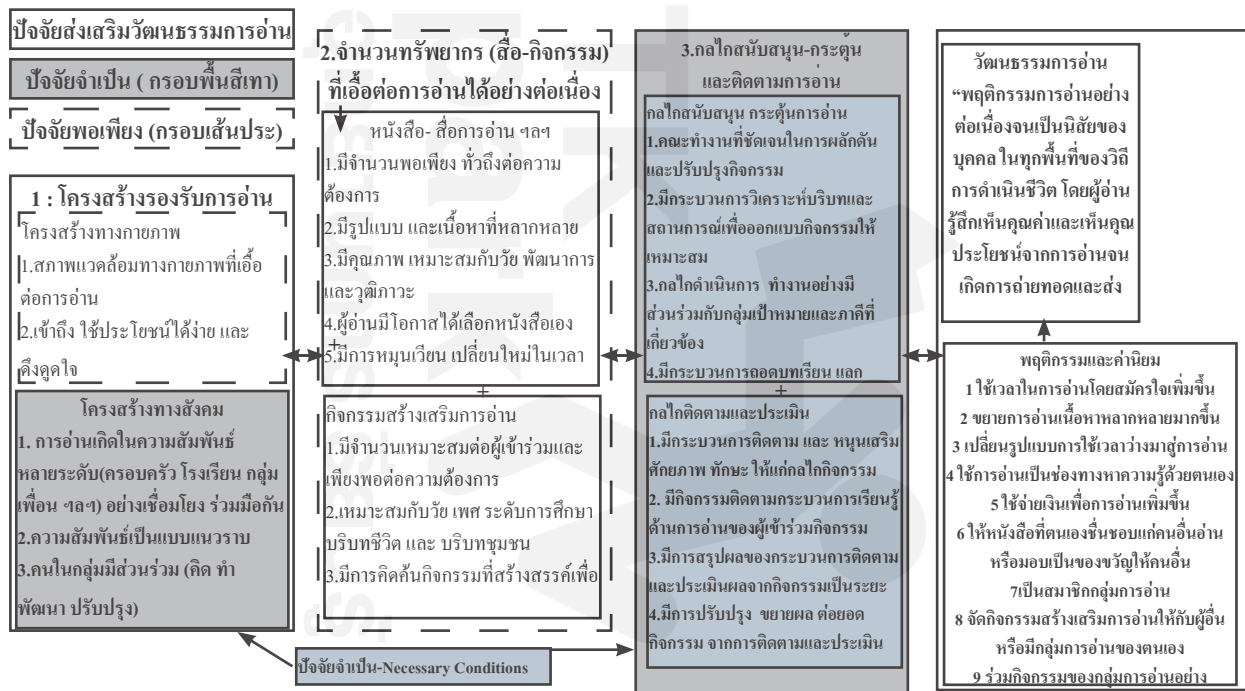 ปัจจัยส่งเสริมวัฒนธรรมการอ่าน
ปัจจัยจำเป็น ( กรอบพื้นสีเทา)
ปัจจัยพอเพียง (กรอบเส้นประ)
1 : โครงสร้างรองรับการอ่าน
โครงสร้างทางกายภาพ
1.สภาพแวดล้อมทางกายภาพที่เอื้อ
ต่อการอ่าน
2.เข้าถึง ใช้ประโยชน์ได้ง่าย และ
ดึงดูดใจ
โครงสร้างทางสังคม
1. การอ่านเกิดในความสัมพันธ์
หลายระดับ(ครอบครัว โรงเรียน กลุ่ม
เพื่อน ฯลฯ) อย่างเชื่อมโยง ร่วมมือกัน
2.ความสัมพันธ์เป็นแบบแนวราบ
3.คนในกลุ่มมีส่วนร่วม (คิด ทำ
พัฒนา ปรับปรุง)
2.จำนวนทรัพยากร (สื่อ-กิจกรรม)
ที่เอื้อต่อการอ่านได้อย่างต่อเนื่อง
หนังสือ- สื่อการอ่าน ฯลฯ
1.มีจำนวนพอเพียง ทั่วถึงต่อความ
ต้องการ
2.มีรูปแบบ และเนื้อหาที่หลากหลาย
3.มีคุณภาพ เหมาะสมกับวัย พัฒนาการ
และวุฒิภาวะ
4.ผู้อ่านมีโอกาสได้เลือกหนังสือเอง
+
5.มีการหมุนเวียน เปลี่ยนใหม่ในเวลา
+
กิจกรรมสร้างเสริมการอ่าน
1.มีจำนวนเหมาะสมต่อผู้เข้าร่วมและ
เพียงพอต่อความต้องการ
2.เหมาะสมกับวัย เพศ ระดับการศึกษา
บริบทชีวิต และ บริบทชุมชน
3.มีการคิดค้นกิจกรรมที่สร้างสรรค์เพื่อ
3.กลไกสนับสนุน-กระตุ้น
และติดตามการอ่าน
กลไกสนับสนุน กระตุ้นการอ่าน
1.คณะทำงานที่ชัดเจนในการผลักดัน
และปรับปรุงกิจกรรม
2.มีกระบวนการวิเคราะห์บริบทและ
สถานการณ์เพื่อออกแบบกิจกรรมให้
เหมาะสม
3.กลไกดำเนินการ ทำงานอย่างมี
ส่วนร่วมกับกลุ่มเป้าหมายและภาคีที่
เกี่ยวข้อง
4.มีกระบวนการถอดบทเรียน แลก
+
กลไกติดตามและประเมิน
1.มีกระบวนการติดตาม และ หนุนเสริม
ศักยภาพ ทักษะ ให้แก่กลไกกิจกรรม
2. มีกิจกรรมติดตามกระบวนการเรียนรู้
ด้านการอ่านของผู้เข้าร่วมกิจกรรม
3.มีการสรุปผลของกระบวนการติดตาม
และประเมินผลจากกิจกรรมเป็นระยะ
4.มีการปรับปรุง ขยายผล ต่อยอด
กิจกรรม จากการติดตามและประเมิน
ปัจจัยจำเป็น-Necessary Conditions
วัฒนธรรมการอ่าน
“พฤติกรรมการอ่านอย่าง
ต่อเนื่องจนเป็นนิสัยของ
บุคคล ในทุกพื้นที่ของวิถี
การดำเนินชีวิต โดยผู้อ่าน
รู้สึกเห็นคุณค่าและเห็นคุณ
ประโยชน์จากการอ่านจน
เกิดการถ่ายทอดและส่ง
พฤติกรรมและค่านิยม
1 ใช้เวลาในการอ่านโดยสมัครใจเพิ่มขึ้น
2 ขยายการอ่านเนื้อหาหลากหลายมากขึ้น
3 เปลี่ยนรูปแบบการใช้เวลาว่างมาสู่การอ่าน
4 ใช้การอ่านเป็นช่องทางหาความรู้ด้วยตนเอง
5 ใช้จ่ายเงินเพื่อการอ่านเพิ่มขึ้น
6 ให้หนังสือที่ตนเองชื่นชอบแก่คนอื่นอ่าน
หรือมอบเป็นของขวัญให้คนอื่น
7เป็นสมาชิกกลุ่มการอ่าน
8 จัดกิจกรรมสร้างเสริมการอ่านให้กับผู้อื่น
หรือมีกลุ่มการอ่านของตนเอง
9 ร่วมกิจกรรมของกลุ่มการอ่านอย่าง